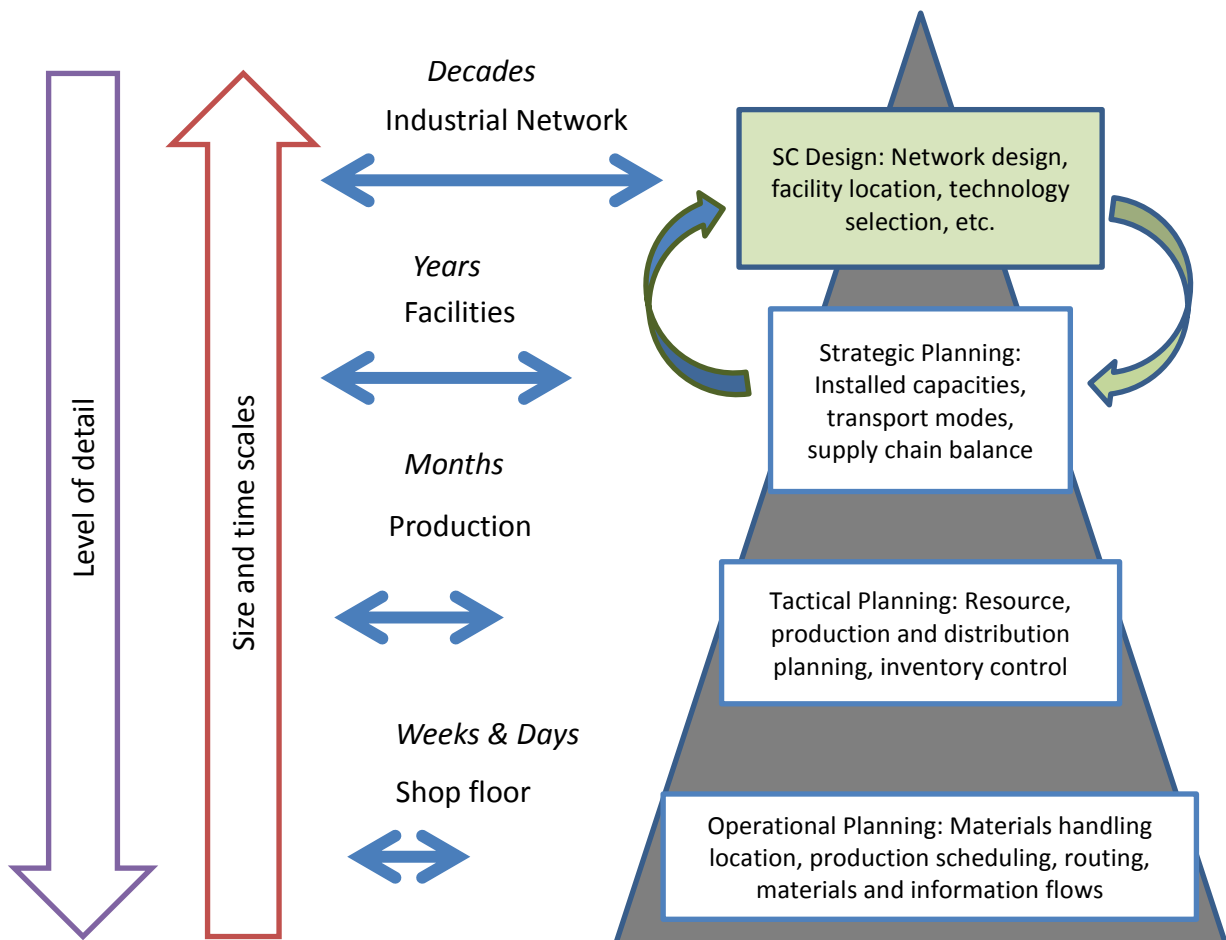 Level of detail
Size and time scales
Decades
Industrial Network
Years
Facilities
Months
Production
Weeks & Days
Shop floor
SC Design: Network design,
facility location, technology
selection, etc.
Strategic Planning:
Installed capacities,
transport modes,
supply chain balance
Tactical Planning: Resource,
production and distribution
planning, inventory control
Operational Planning: Materials handling
location, production scheduling, routing,
materials and information flows